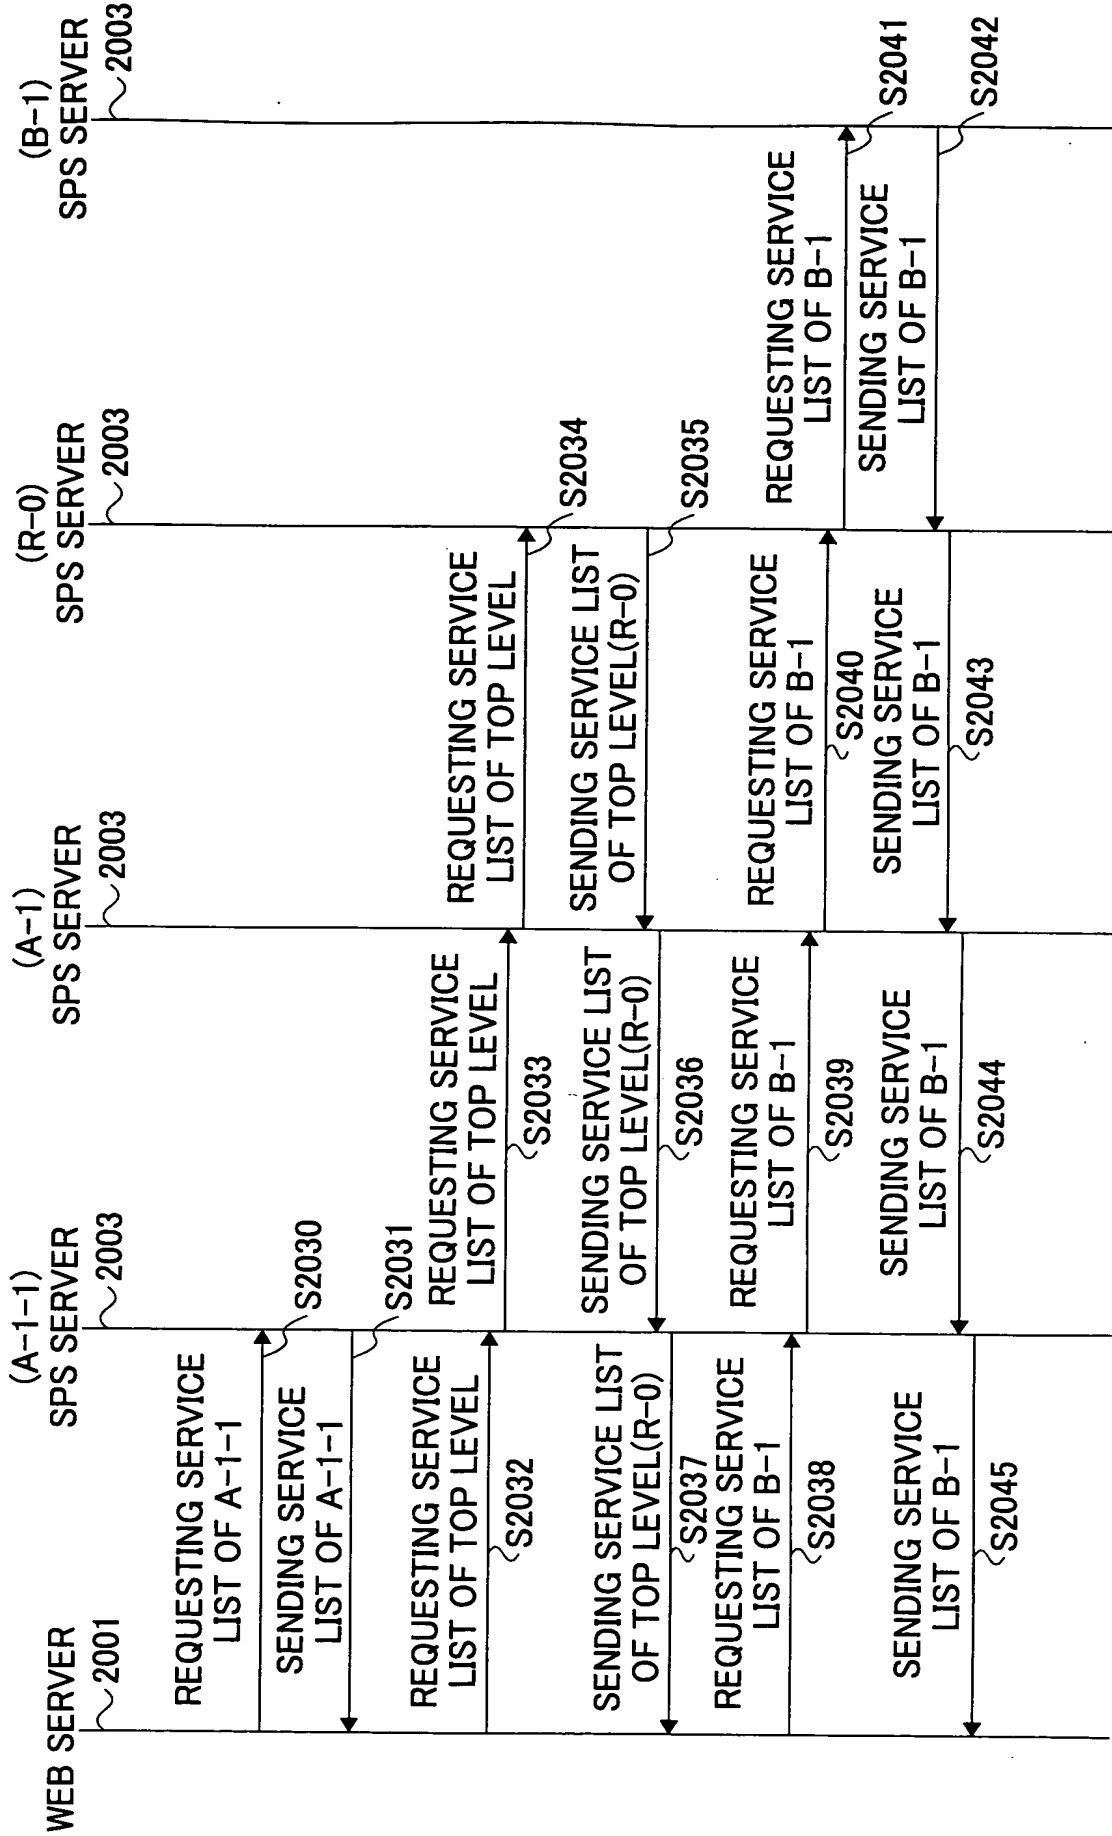 WEB SERVER
2001
(A-1-1)
SPS SERVER
2003
(A-1)
SPS SERVER
2003
(R-0)
SPS SERVER
2003
(B-1)
SPS SERVER
2003
REQUESTING SERVICE
LIST OF A-1-1
S2030
SENDING SERVICE
LIST OF A-1-1
S2031
REQUESTING SERVICE
LIST OF TOP LEVEL
S2032
REQUESTING SERVICE
LIST OF TOP LEVEL
S2033
REQUESTING SERVICE
LIST OF TOP LEVEL
S2034
SENDING SERVICE LIST
OF TOP LEVEL(R-0)
S2035
SENDING SERVICE LIST
OF TOP LEVEL(R-0)
S2036
SENDING SERVICE LIST
OF TOP LEVEL(R-0)
S2037
REQUESTING SERVICE
LIST OF B-1
S2038
REQUESTING SERVICE
LIST OF B-1
S2039
REQUESTING SERVICE
LIST OF B-1
S2040
REQUESTING SERVICE
LIST OF B-1
S2041
SENDING SERVICE
LIST OF B-1
S2042
SENDING SERVICE
LIST OF B-1
S2043
SENDING SERVICE
LIST OF B-1
S2044
SENDING SERVICE
LIST OF B-1
S2045